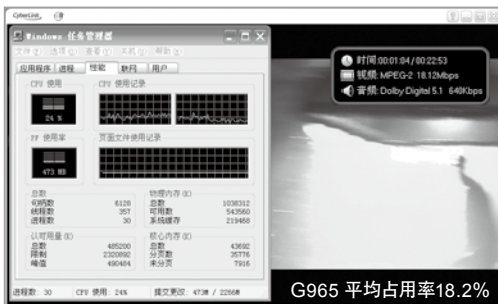 CyberLink
Windows 任务管理器
文件(F) 选项(O) 查看(V) 关机(U) 帮助(H)
应用程序 进程 性能 联网 用户
CPU 使用 CPU 使用记录
24 %
PF 使用率 页面文件使用记录
473 MB
总数
句柄数 6128
线程数 357
进程数 30
物理内存 (K)
总数 1038312
可用数 543560
系统缓存 219468
认可用量 (K)
总数 485200
限制 2320892
峰值 490484
核心内存 (K)
总数 43692
分页数 35776
未分页 7916
进程数: 30 CPU 使用: 24% 提交更改: 473M / 2266M
时间:00:01:04 / 00:22:53
视频:MPEG-2 18.12Mbps
音频:Dolby Digital 5.1 640Kbps
G965 平均占用率18.2%